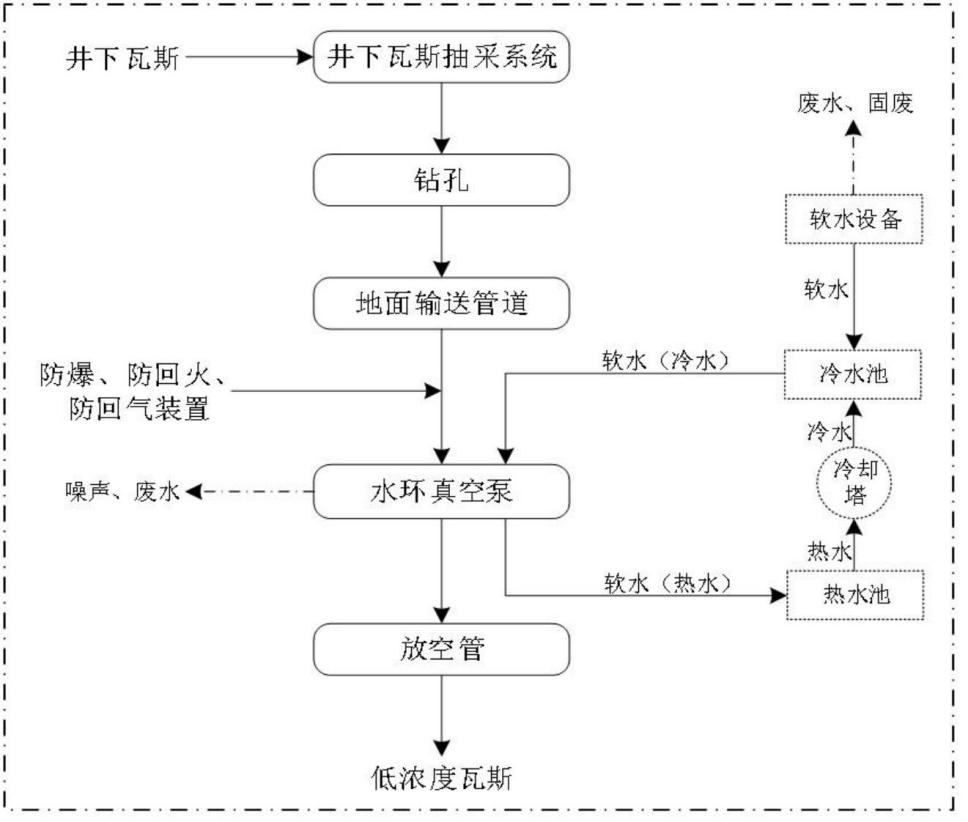 井下瓦斯
井下瓦斯抽采系统
废水、固废
钻孔
软水设备
软水
地面输送管道
防爆、防回火、
防回气装置
软水（冷水）
冷水池
冷水
冷却
塔
噪声、废水
水环真空泵
热水
软水（热水）
热水池
放空管
低浓度瓦斯